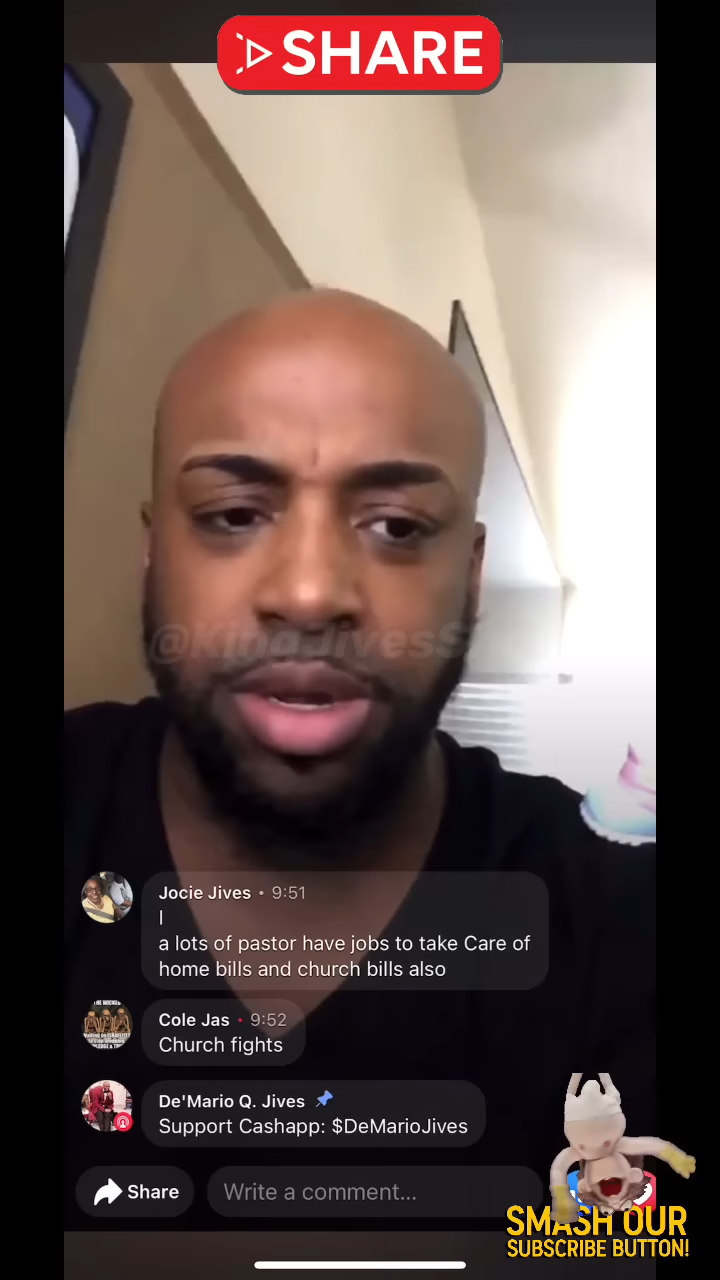 SHARE
@KingJivesS
Jocie Jives • 9:51
I
a lots of pastor have jobs to take Care of
home bills and church bills also
Cole Jas • 9:52
Church fights
De'Mario Q. Jives
Support Cashapp: $DeMarioJives
Share
Write a comment...
SMASH OUR
SUBSCRIBE BUTTON!